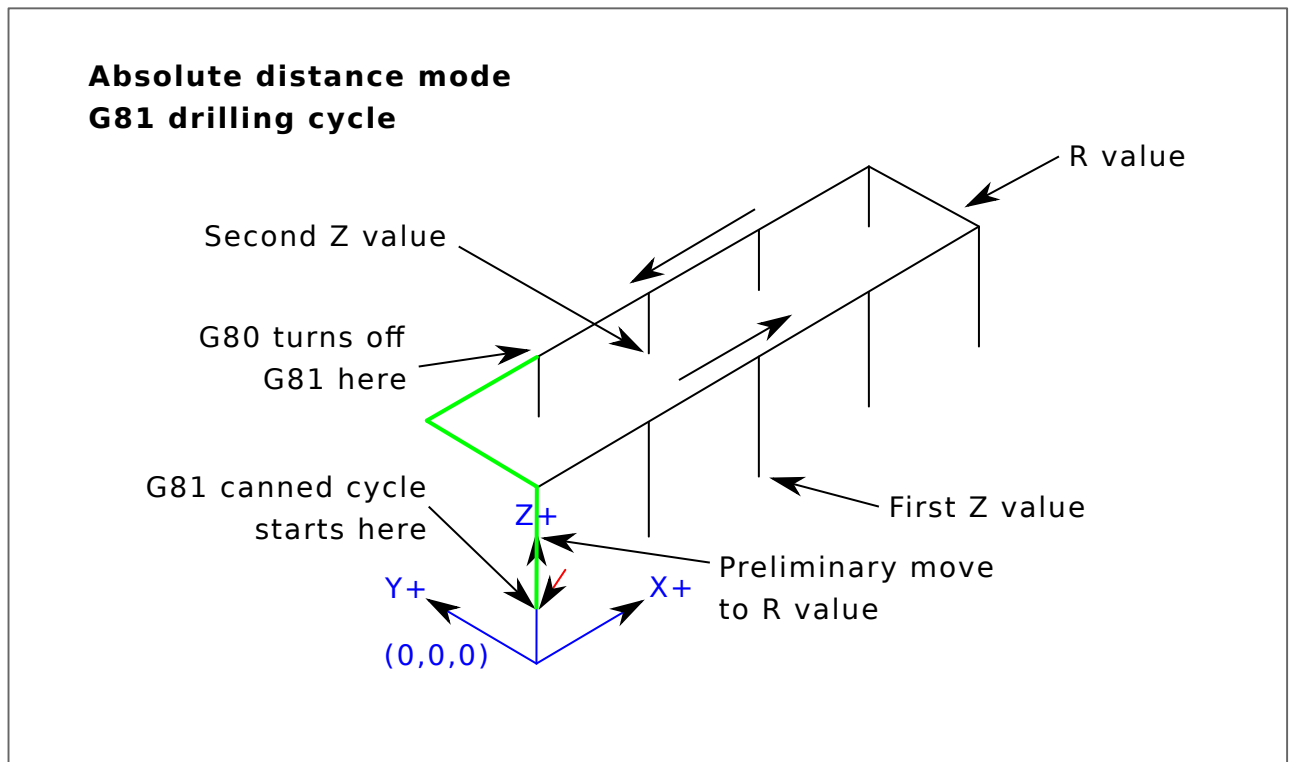 Absolute distance mode
G81 drilling cycle
R value
Second Z value
G80 turns off
G81 here
G81 canned cycle
starts here
Z+
First Z value
Preliminary move
to R value
Y+
X+
(0,0,0)